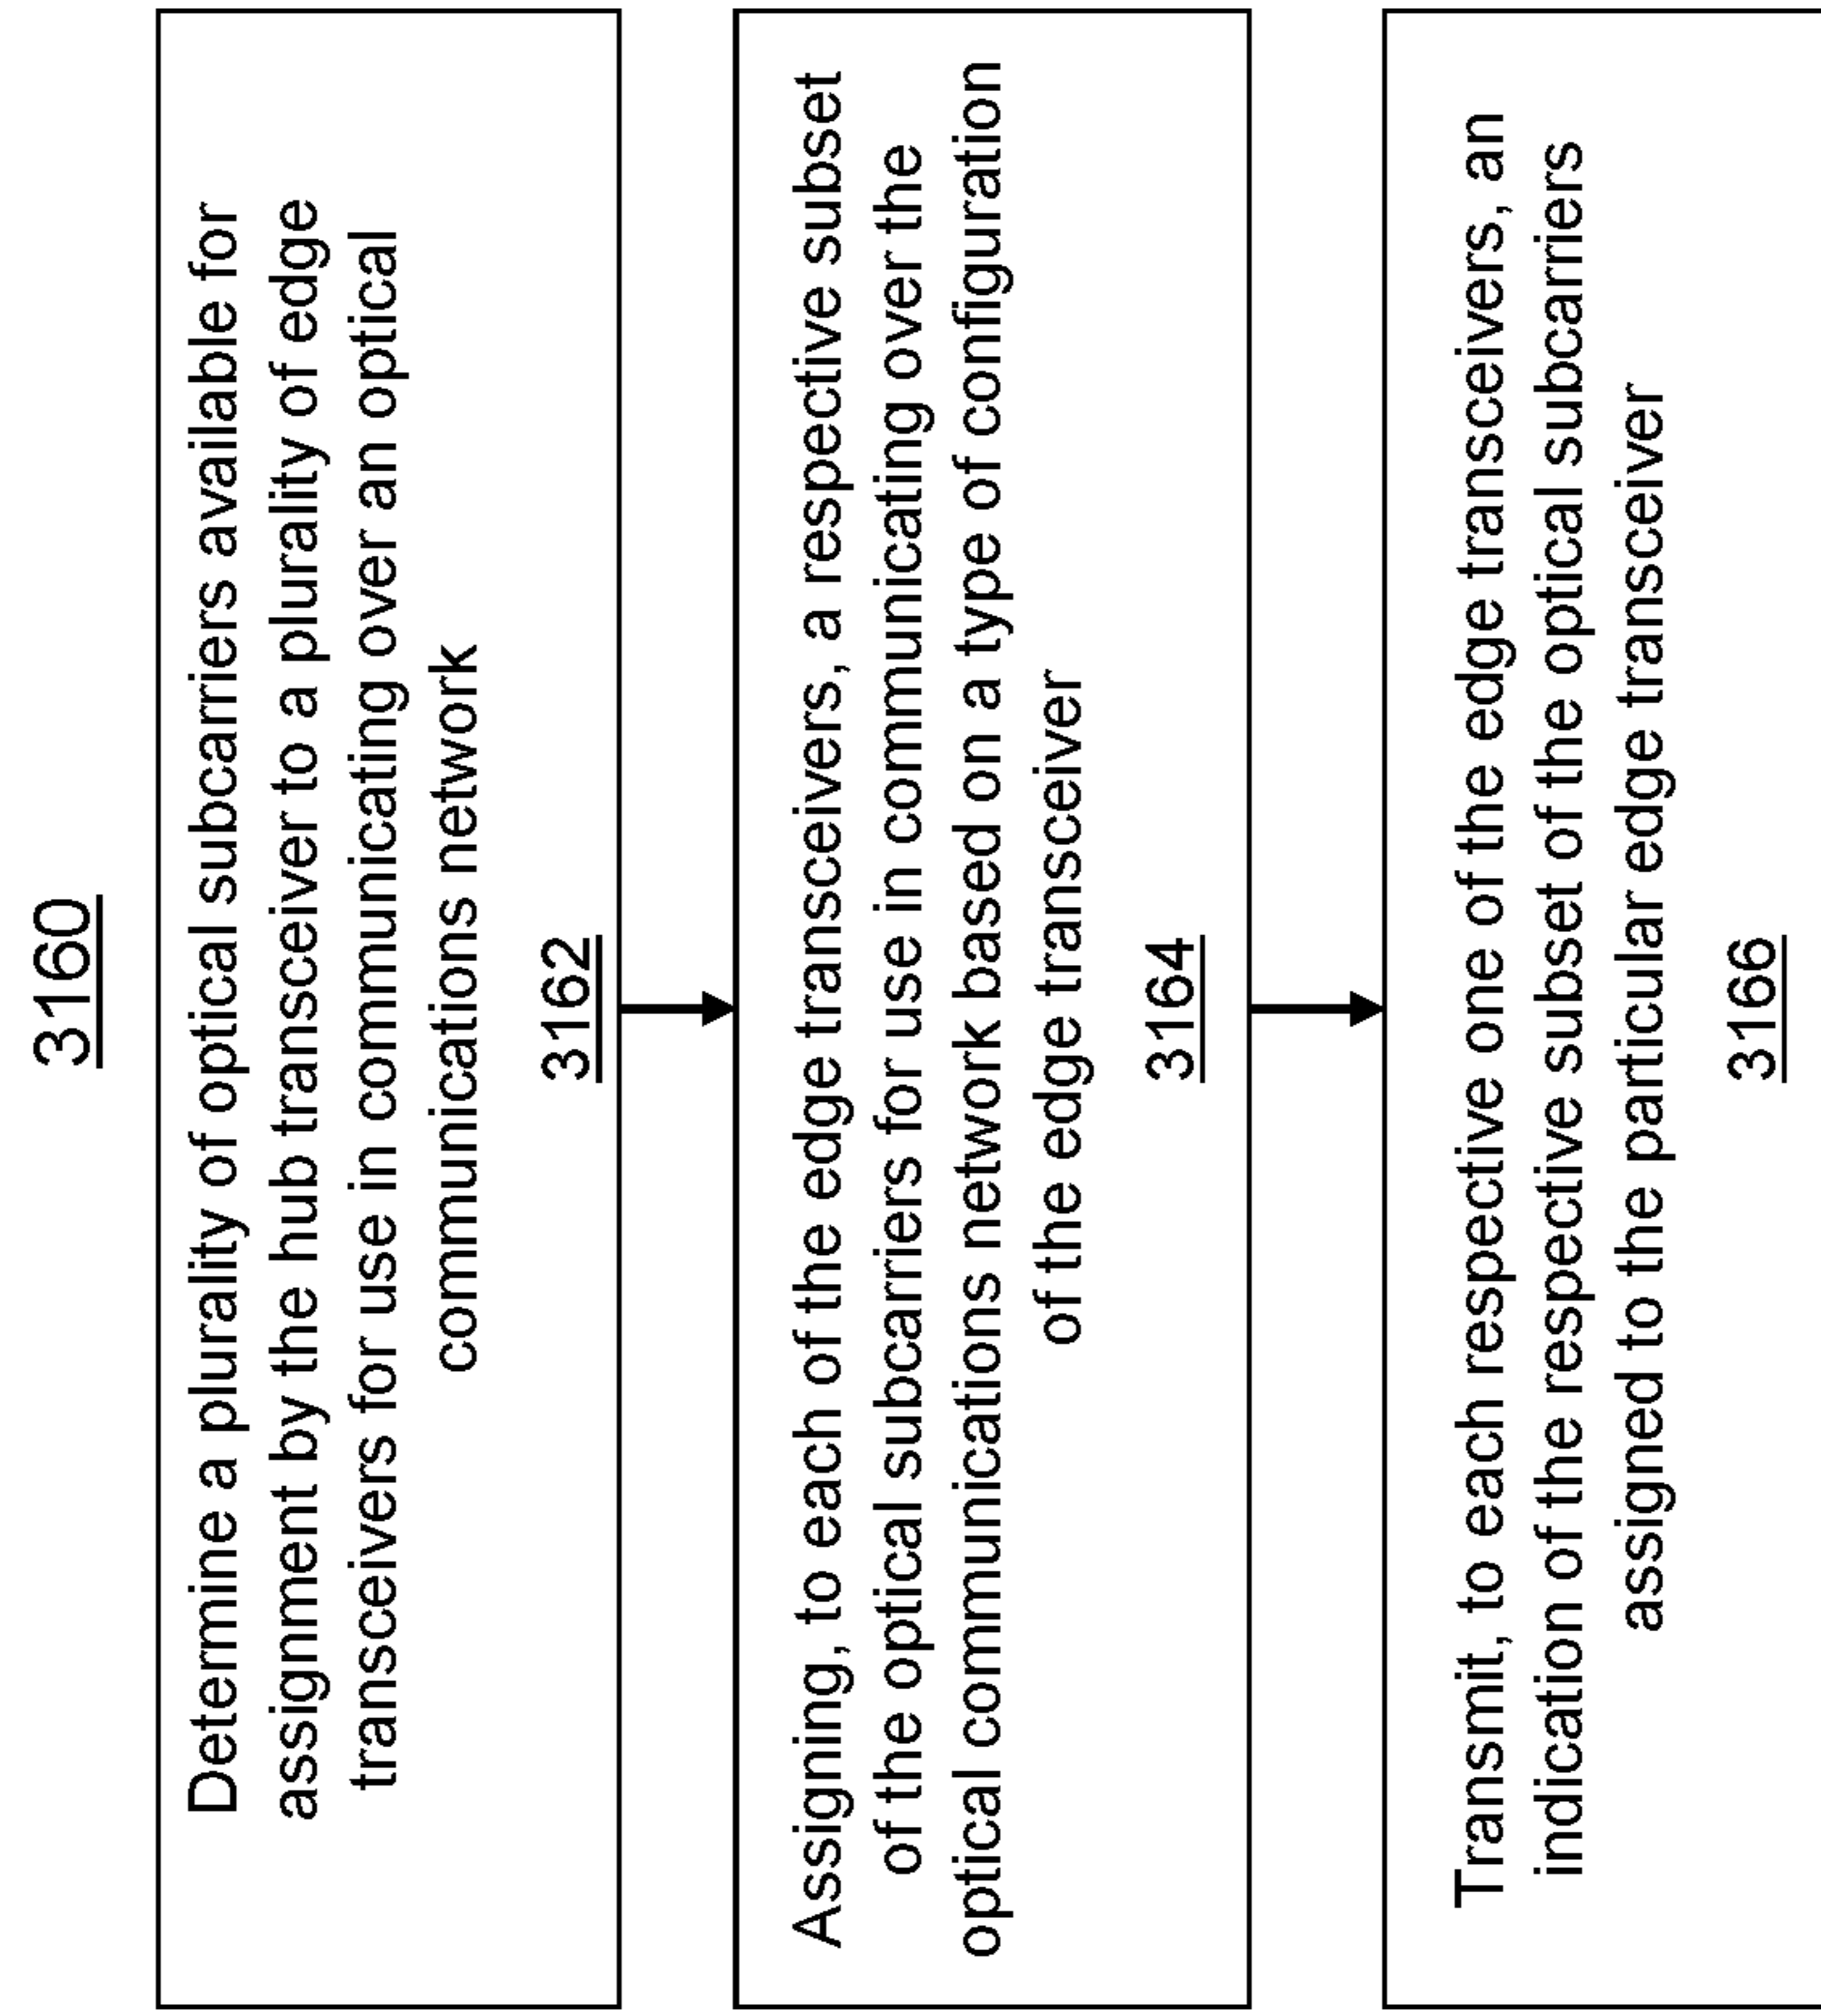 3160
Determine a plurality of optical subcarriers available for
assignment by the hub transceiver to a plurality of edge
transceivers for use in communicating over an optical
communications network
3162
Assigning, to each of the edge transceivers, a respective subset
of the optical subcarriers for use in communicating over the
optical communications network based on a type of configuration
of the edge transceiver
3164
Transmit, to each respective one of the edge transceivers, an
indication of the respective subset of the optical subcarriers
assigned to the particular edge transceiver
3166